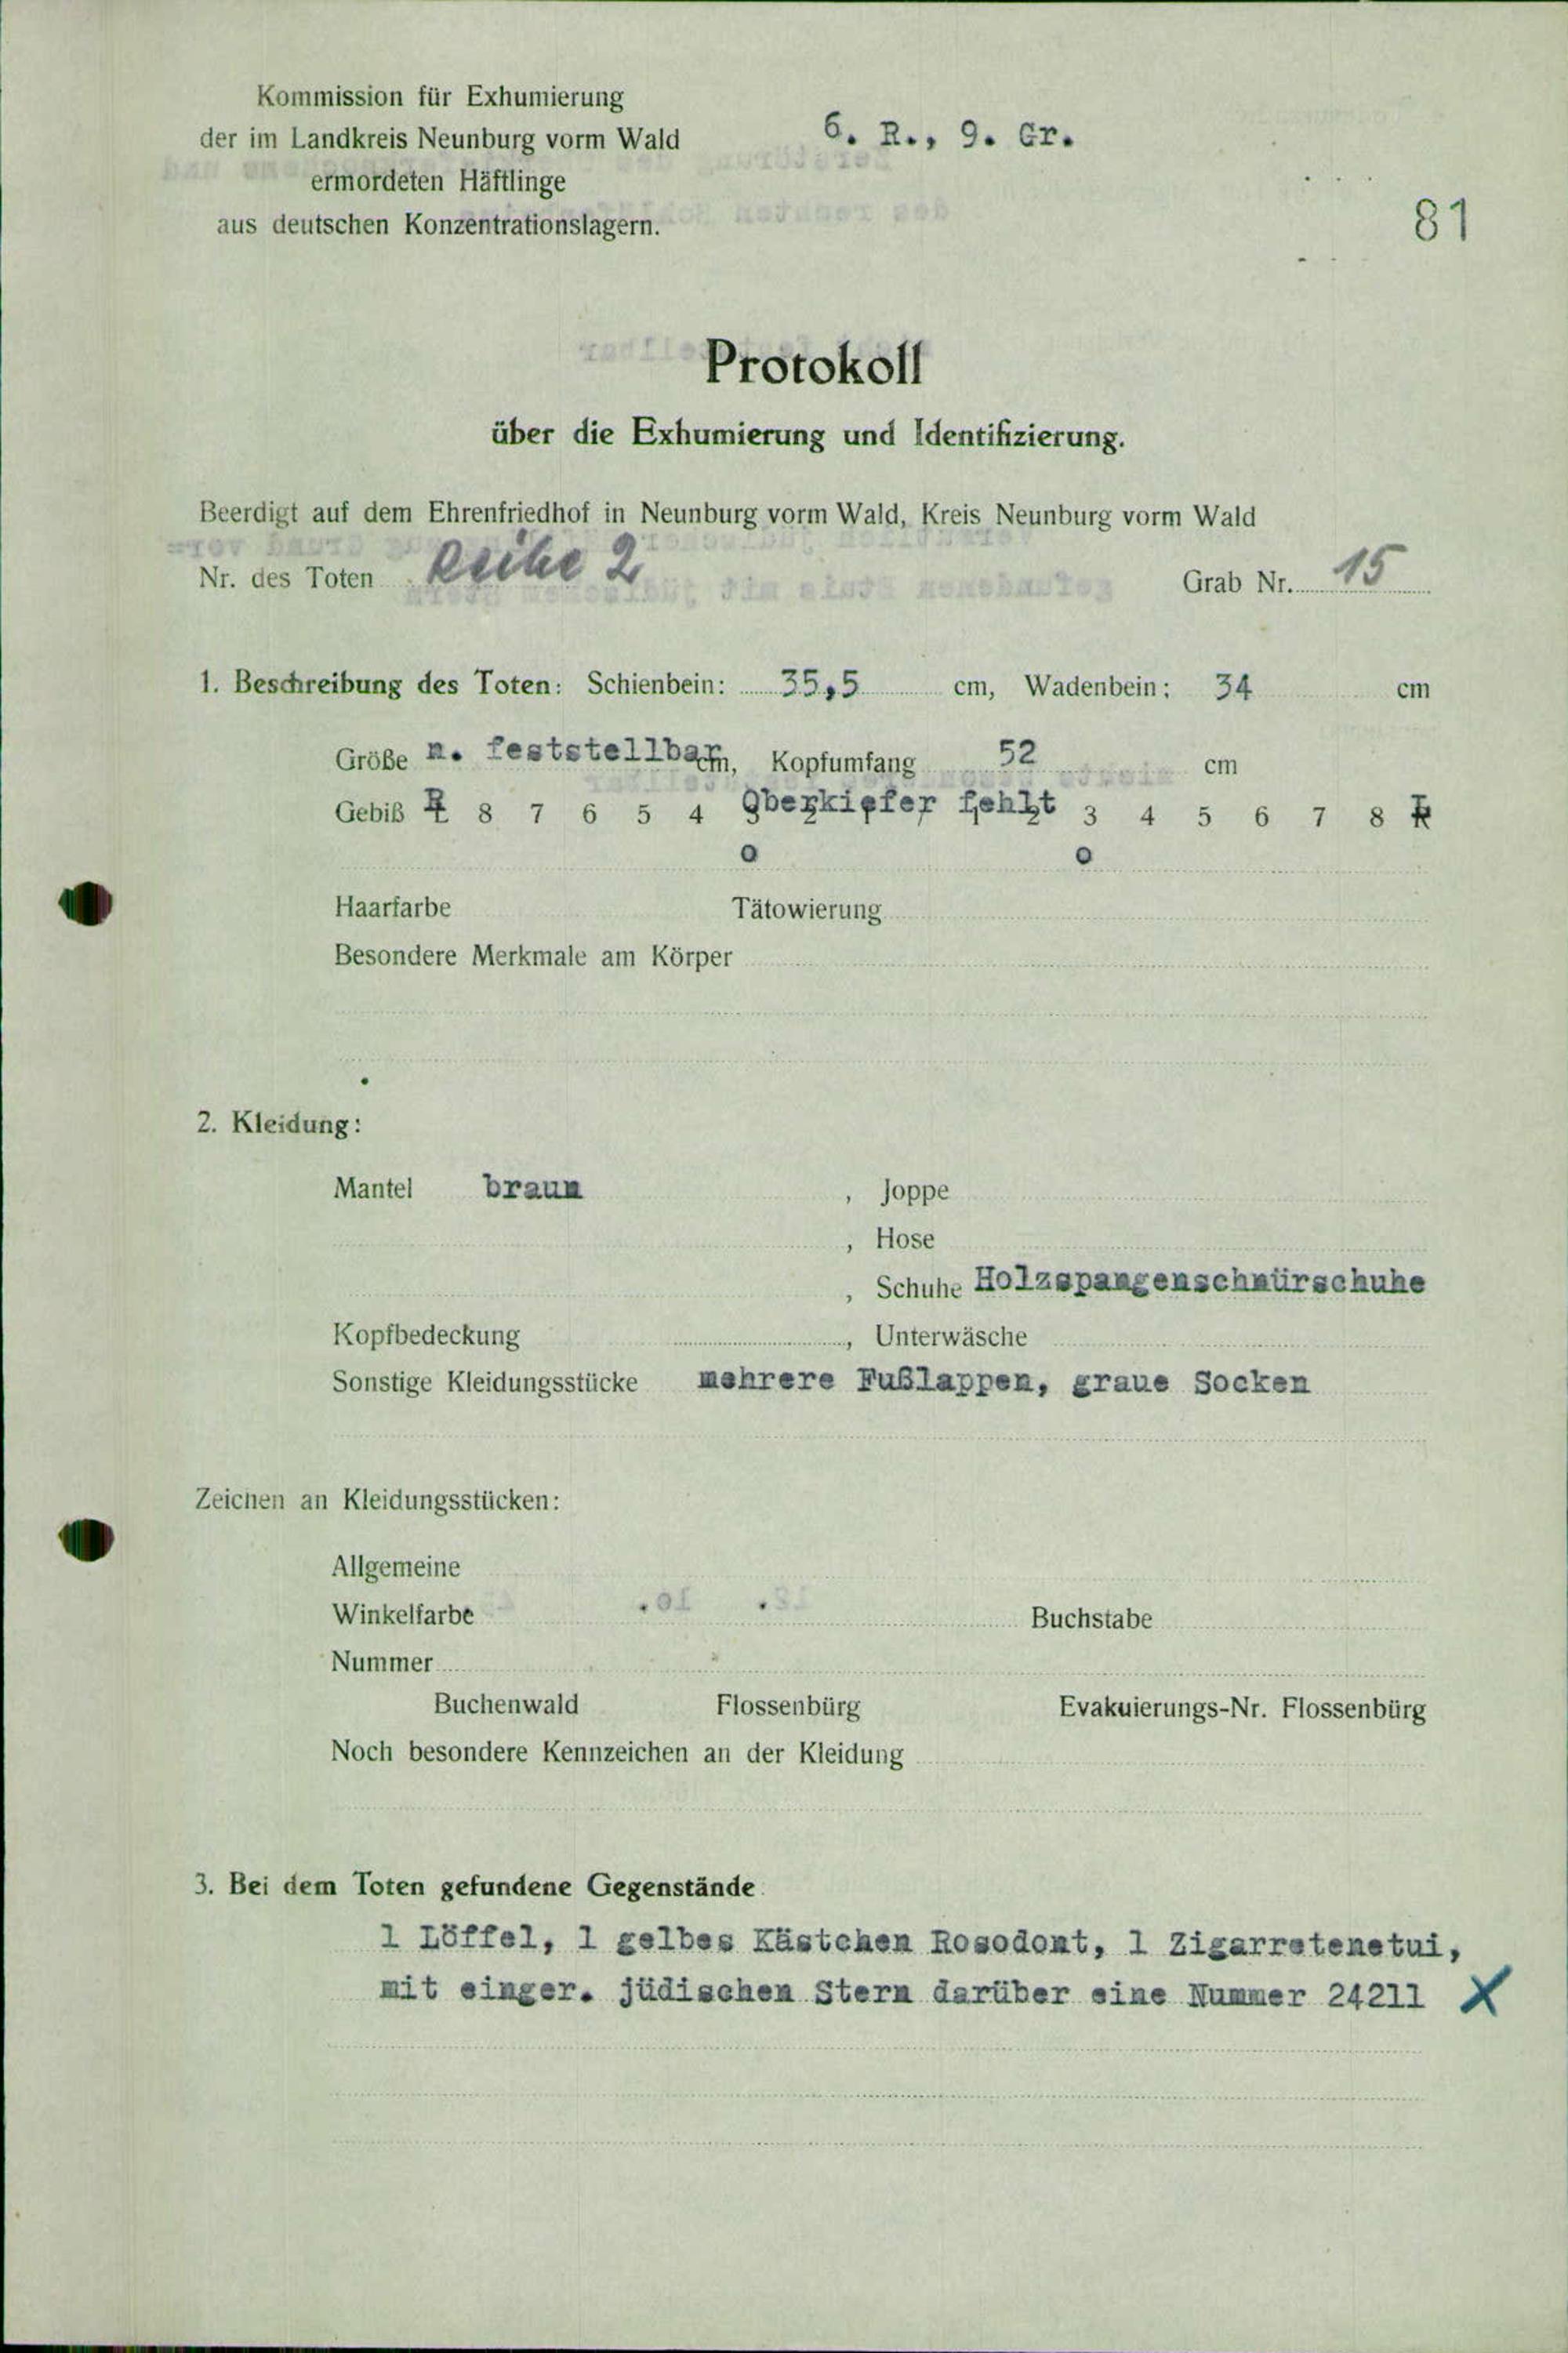 Kommission für Exhumierung
der im Landkreis Neunburg vorm Wald
ermordeten Häftlinge
aus deutschen Konzentrationslagern.
6. R., 9. Gr.
81
Protokoll
über die Exhumierung und Identifizierung.
Beerdigt auf dem Ehrenfriedhof in Neunburg vorm Wald, Kreis Neunburg vorm Wald
Nr. des Toten Reihe 2 Grab Nr. 15
1. Beschreibung des Toten: Schienbein: 35,5 cm, Wadenbein: 34 cm
Größe n. feststellbar cm, Kopfumfang 52 cm
Gebiß 8 7 6 5 4 Oberkiefer fehlt 3 4 5 6 7 8
o o
Haarfarbe Tätowierung
Besondere Merkmale am Körper
2. Kleidung:
Mantel braun , Joppe
, Hose
, Schuhe Holzspangenschnürschuhe
Kopfbedeckung , Unterwäsche
Sonstige Kleidungsstücke mehrere Fußlappen, graue Socken
Zeichen an Kleidungsstücken:
Allgemeine
Winkelfarbe Buchstabe
Nummer
Buchenwald Flossenbürg Evakuierungs-Nr. Flossenbürg
Noch besondere Kennzeichen an der Kleidung
3. Bei dem Toten gefundene Gegenstände
1 Löffel, 1 gelbes Kästchen Rosodont, 1 Zigarretenetui,
mit einger. jüdischen Stern darüber eine Nummer 24211 X